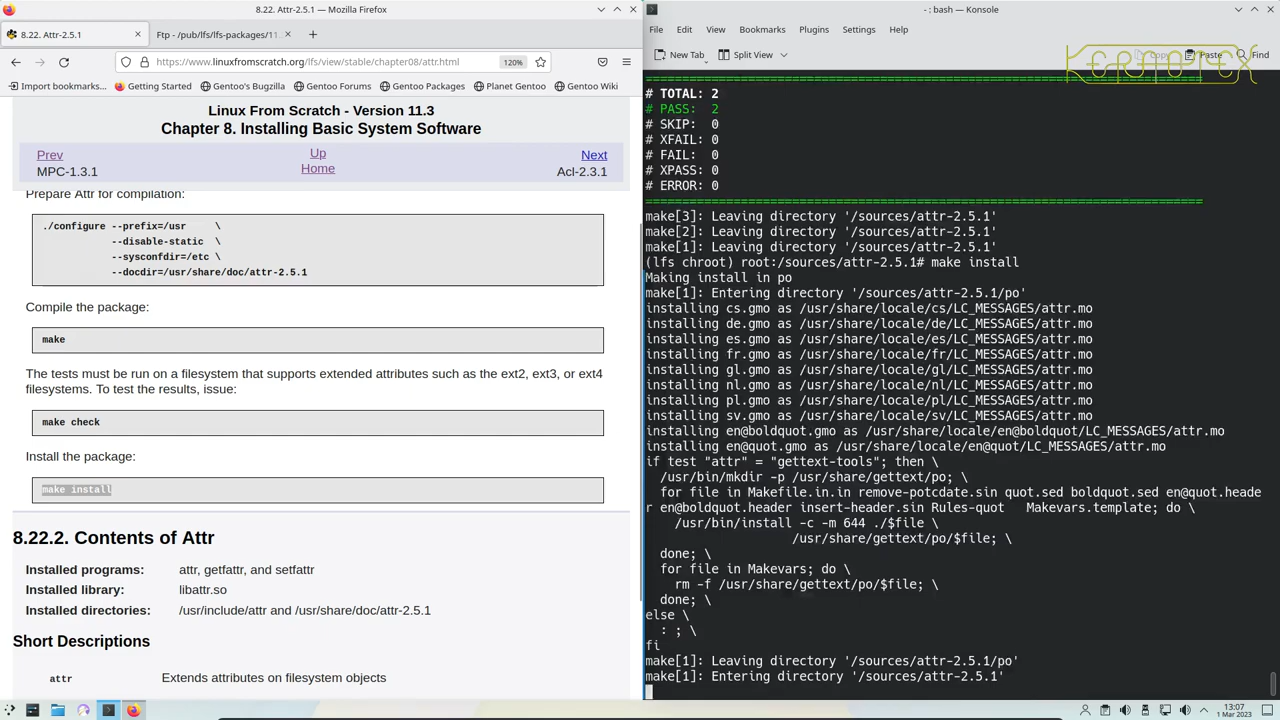 8.22. Attr-2.5.1 — Mozilla Firefox
8.22. Attr-2.5.1
Ftp - /pub/lfs/lfs-packages/11.
https://www.linuxfromscratch.org/lfs/view/stable/chapter08/attr.html
120%
Import bookmarks...
Getting Started
Gentoo's Bugzilla
Gentoo Forums
Gentoo Packages
Planet Gentoo
Gentoo Wiki
Linux From Scratch - Version 11.3
Chapter 8. Installing Basic System Software
Prev
Up
Next
MPC-1.3.1
Home
Acl-2.3.1
Prepare Attr for compilation:
./configure --prefix=/usr \
--disable-static \
--sysconfdir=/etc \
--docdir=/usr/share/doc/attr-2.5.1
Compile the package:
make
The tests must be run on a filesystem that supports extended attributes such as the ext2, ext3, or ext4
filesystems. To test the results, issue:
make check
Install the package:
make install
8.22.2. Contents of Attr
Installed programs: attr, getfattr, and setfattr
Installed library: libattr.so
Installed directories: /usr/include/attr and /usr/share/doc/attr-2.5.1
Short Descriptions
attr Extends attributes on filesystem objects
- : bash — Konsole
File Edit View Bookmarks Plugins Settings Help
New Tab
Split View
Copy
Paste
Find
KERNOTEX
# TOTAL: 2
# PASS: 2
# SKIP: 0
# XFAIL: 0
# FAIL: 0
# XPASS: 0
# ERROR: 0
============================================================================
make[3]: Leaving directory '/sources/attr-2.5.1'
make[2]: Leaving directory '/sources/attr-2.5.1'
make[1]: Leaving directory '/sources/attr-2.5.1'
(lfs chroot) root:/sources/attr-2.5.1# make install
Making install in po
make[1]: Entering directory '/sources/attr-2.5.1/po'
installing cs.gmo as /usr/share/locale/cs/LC_MESSAGES/attr.mo
installing de.gmo as /usr/share/locale/de/LC_MESSAGES/attr.mo
installing es.gmo as /usr/share/locale/es/LC_MESSAGES/attr.mo
installing fr.gmo as /usr/share/locale/fr/LC_MESSAGES/attr.mo
installing gl.gmo as /usr/share/locale/gl/LC_MESSAGES/attr.mo
installing nl.gmo as /usr/share/locale/nl/LC_MESSAGES/attr.mo
installing pl.gmo as /usr/share/locale/pl/LC_MESSAGES/attr.mo
installing sv.gmo as /usr/share/locale/sv/LC_MESSAGES/attr.mo
installing en@boldquot.gmo as /usr/share/locale/en@boldquot/LC_MESSAGES/attr.mo
installing en@quot.gmo as /usr/share/locale/en@quot/LC_MESSAGES/attr.mo
if test "attr" = "gettext-tools"; then \
/usr/bin/mkdir -p /usr/share/gettext/po; \
for file in Makefile.in.in remove-potcdate.sin quot.sed boldquot.sed en@quot.heade
r en@boldquot.header insert-header.sin Rules-quot Makevars.template; do \
/usr/bin/install -c -m 644 ./$file \
/usr/share/gettext/po/$file; \
done; \
for file in Makevars; do \
rm -f /usr/share/gettext/po/$file; \
done; \
else \
: ; \
fi
make[1]: Leaving directory '/sources/attr-2.5.1/po'
make[1]: Entering directory '/sources/attr-2.5.1'
13:07
1 Mar 2023